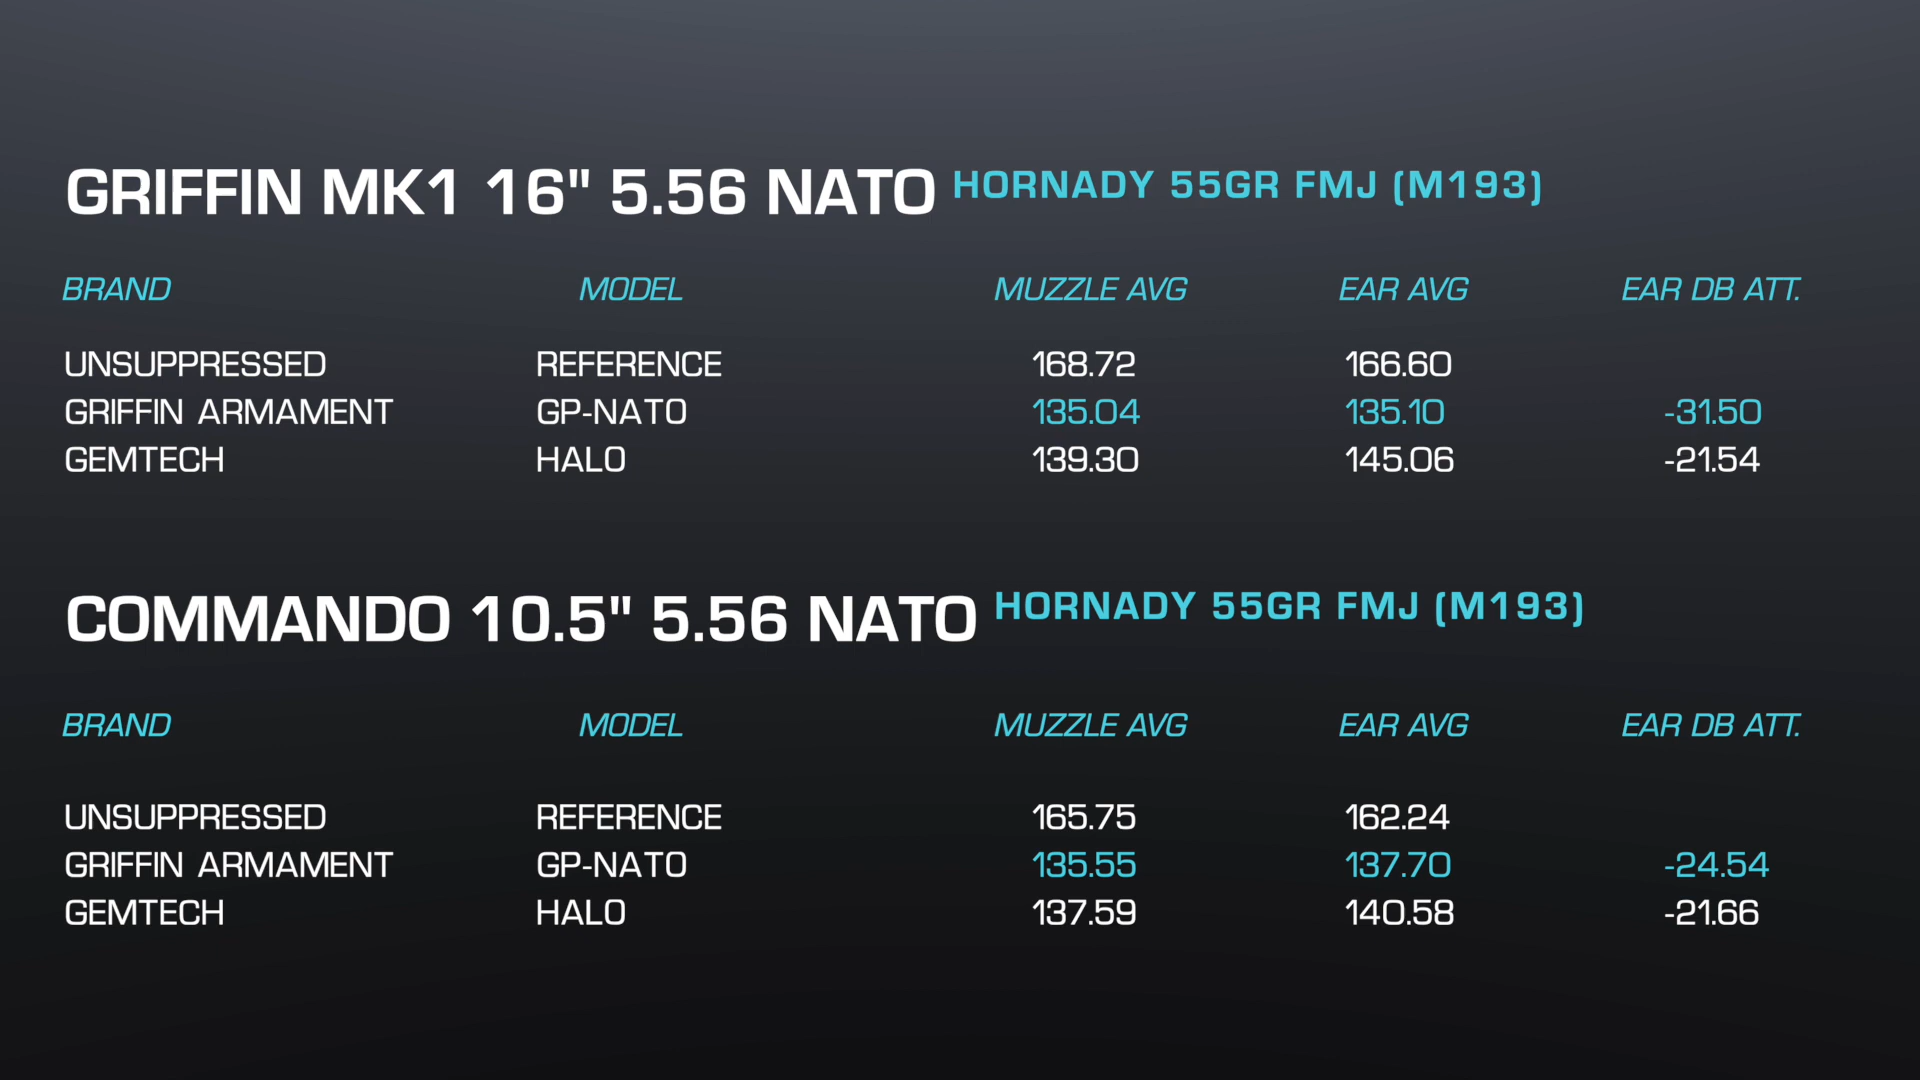 GRIFFIN MK1 16" 5.56 NATO HORNADY 55GR FMJ (M193)
BRAND MODEL MUZZLE AVG EAR AVG EAR DB ATT.
UNSUPPRESSED REFERENCE 168.72 166.60
GRIFFIN ARMAMENT GP-NATO 135.04 135.10 -31.50
GEMTECH HALO 139.30 145.06 -21.54
COMMANDO 10.5" 5.56 NATO HORNADY 55GR FMJ (M193)
BRAND MODEL MUZZLE AVG EAR AVG EAR DB ATT.
UNSUPPRESSED REFERENCE 165.75 162.24
GRIFFIN ARMAMENT GP-NATO 135.55 137.70 -24.54
GEMTECH HALO 137.59 140.58 -21.66